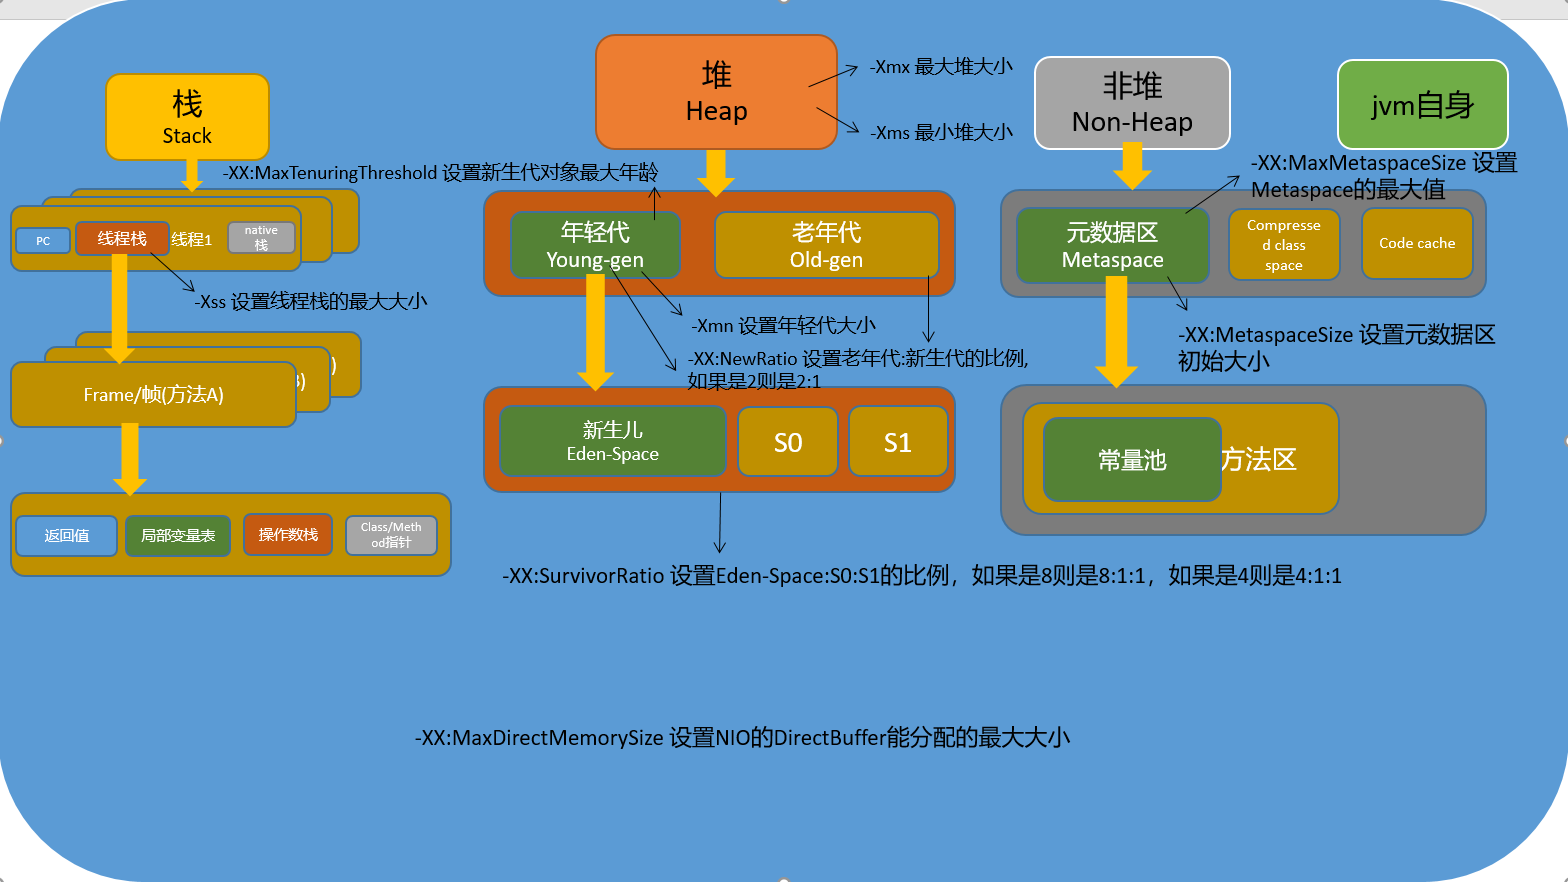 栈
Stack
堆
Heap
-Xmx 最大堆大小
-Xms 最小堆大小
非堆
Non-Heap
jvm自身
-XX:MaxTenuringThreshold 设置新生代对象最大年龄
-XX:MaxMetaspaceSize 设置
Metaspace的最大值
PC
线程栈
线程1
native
栈
-Xss 设置线程栈的最大大小
年轻代
Young-gen
老年代
Old-gen
元数据区
Metaspace
Compresse
d class
space
Code cache
-Xmn 设置年轻代大小
-XX:NewRatio 设置老年代:新生代的比例,
如果是2则是2:1
-XX:MetaspaceSize 设置元数据区
初始大小
)
)
Frame/帧(方法A)
新生儿
Eden-Space
S0
S1
常量池
方法区
返回值
局部变量表
操作数栈
Class/Meth
od指针
-XX:SurvivorRatio 设置Eden-Space:S0:S1的比例，如果是8则是8:1:1，如果是4则是4:1:1
-XX:MaxDirectMemorySize 设置NIO的DirectBuffer能分配的最大大小